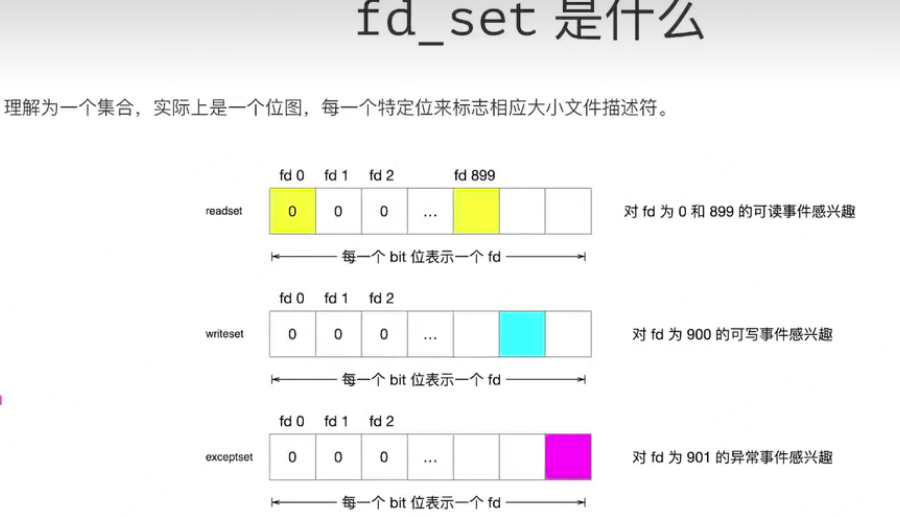 fd_set 是什么
理解为一个集合，实际上是一个位图，每一个特定位来标志相应大小文件描述符。
fd 0 fd 1 fd 2 fd 899
readset 0 0 0 ... 对 fd 为 0 和 899 的可读事件感兴趣
每一个 bit 位表示一个 fd
fd 0 fd 1 fd 2
writeset 0 0 0 ... 对 fd 为 900 的可写事件感兴趣
每一个 bit 位表示一个 fd
fd 0 fd 1 fd 2
exceptset 0 0 0 ... 对 fd 为 901 的异常事件感兴趣
每一个 bit 位表示一个 fd